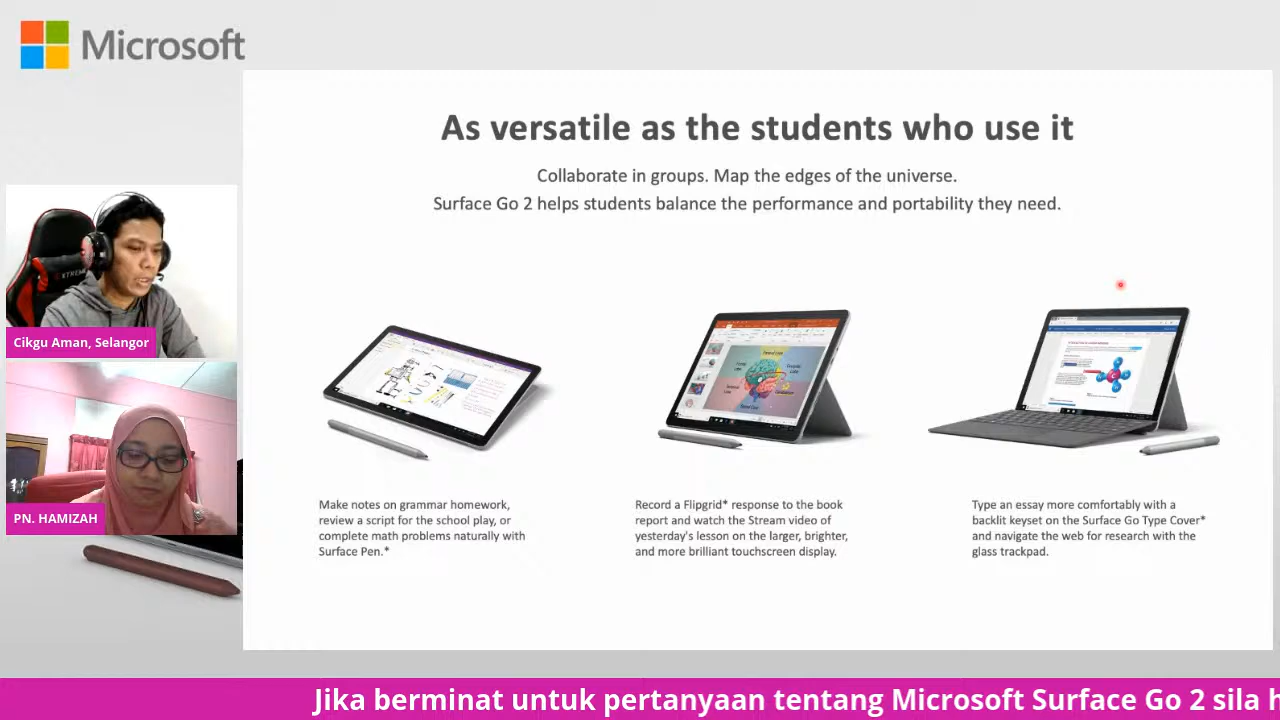 Microsoft
As versatile as the students who use it
Collaborate in groups. Map the edges of the universe.
Surface Go 2 helps students balance the performance and portability they need.
Cikgu Aman, Selangor
PN. HAMIZAH
Make notes on grammar homework,
review a script for the school play, or
complete math problems naturally with
Surface Pen.*
Record a Flipgrid* response to the book
report and watch the Stream video of
yesterday's lesson on the larger, brighter,
and more brilliant touchscreen display.
Type an essay more comfortably with a
backlit keyset on the Surface Go Type Cover*
and navigate the web for research with the
glass trackpad.
Jika berminat untuk pertanyaan tentang Microsoft Surface Go 2 sila h